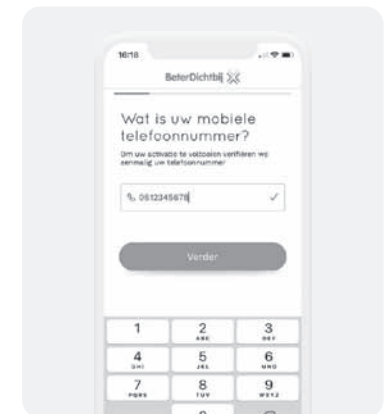 16:18
BeterDichtbij
Wat is uw mobiele
telefoonnummer?
Om uw activatie te voltooien verifiëren we
eenmalig uw telefoonnummer
0612345678
Verder
1 2 3
ABC DEF
4 5 6
GHI JKL MNO
7 8 9
PQRS TUV WXYZ
0